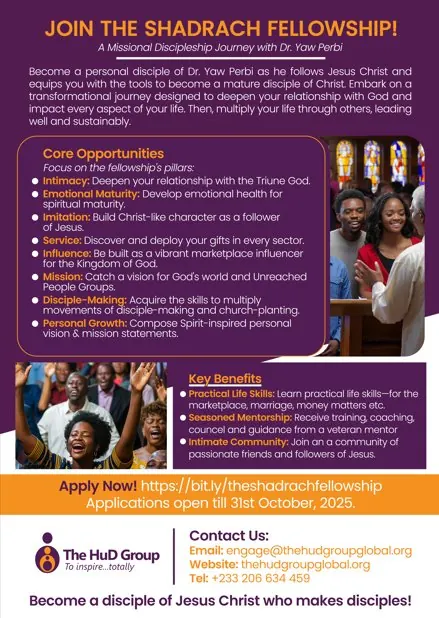 JOIN THE SHADRACH FELLOWSHIP!
A Missional Discipleship Journey with Dr. Yaw Perbi
Become a personal disciple of Dr. Yaw Perbi as he follows Jesus Christ and
equips you with the tools to become a mature disciple of Christ. Embark on a
transformational journey designed to deepen your relationship with God and
impact every aspect of your life. Then, multiply your life through others, leading
well and sustainably.
Core Opportunities
Focus on the fellowship's pillars:
Intimacy: Deepen your relationship with the Triune God.
Emotional Maturity: Develop emotional health for
spiritual maturity.
Imitation: Build Christ-like character as a follower
of Jesus.
Service: Discover and deploy your gifts in every sector.
Influence: Be built as a vibrant marketplace influencer
for the Kingdom of God.
Mission: Catch a vision for God's world and Unreached
People Groups.
Disciple-Making: Acquire the skills to multiply
movements of disciple-making and church-planting.
Personal Growth: Compose Spirit-inspired personal
vision & mission statements.
Key Benefits
Practical Life Skills: Learn practical life skills—for the
marketplace, marriage, money matters etc.
Seasoned Mentorship: Receive training, coaching,
councel and guidance from a veteran mentor
Intimate Community: Join an a community of
passionate friends and followers of Jesus.
Apply Now! https://bit.ly/theshadrachfellowship
Applications open till 31st October, 2025.
The HuD Group
To inspire...totally
Contact Us:
Email: engage@thehudgroupglobal.org
Website: thehudgroupglobal.org
Tel: +233 206 634 459
Become a disciple of Jesus Christ who makes disciples!